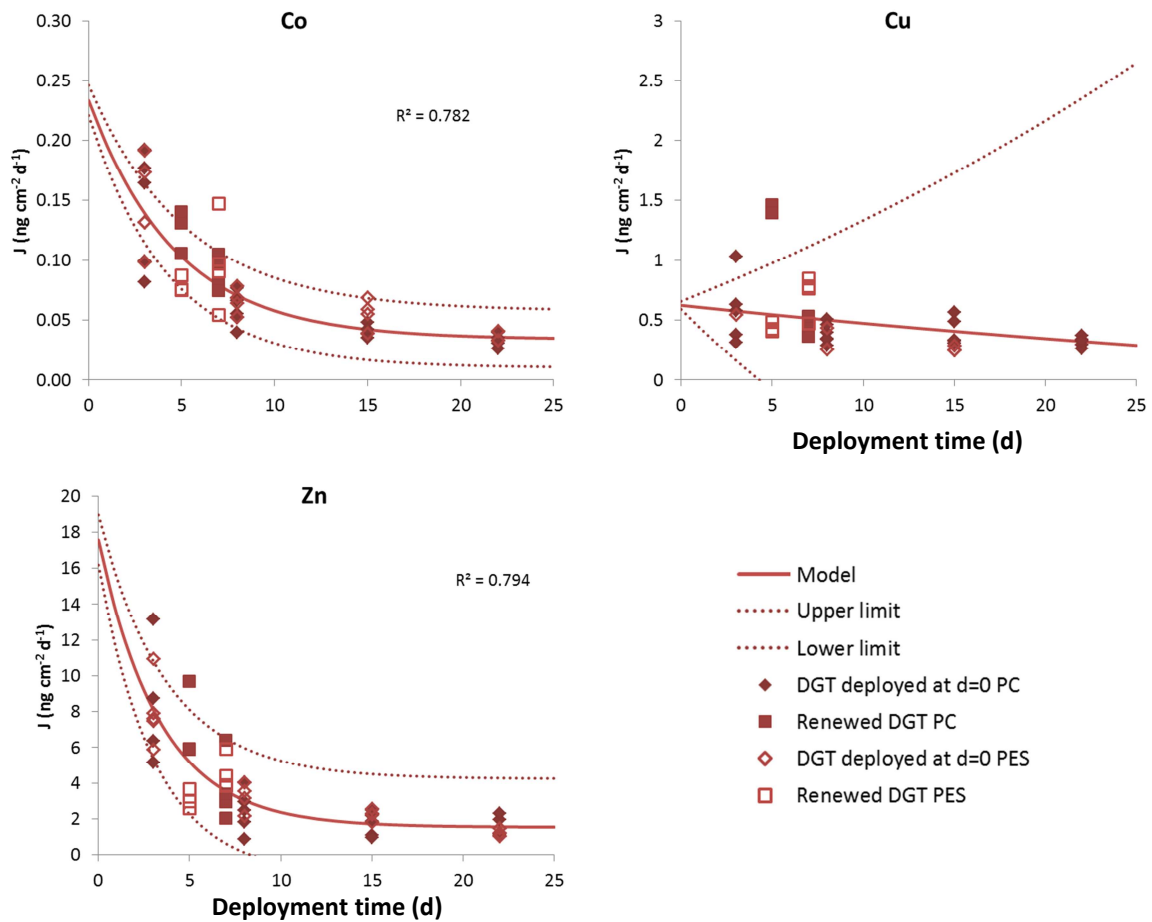 Co
0.30
0.25
0.20
0.15
0.10
0.05
0.00
J (ng cm⁻² d⁻¹)
R² = 0.782
0 5 10 15 20 25
Cu
3
2.5
2
1.5
1
0.5
0
J (ng cm⁻² d⁻¹)
0 5 10 15 20 25
Deployment time (d)
Zn
20
18
16
14
12
10
8
6
4
2
0
J (ng cm⁻² d⁻¹)
R² = 0.794
0 5 10 15 20 25
Deployment time (d)
Model
Upper limit
Lower limit
DGT deployed at d=0 PC
Renewed DGT PC
DGT deployed at d=0 PES
Renewed DGT PES